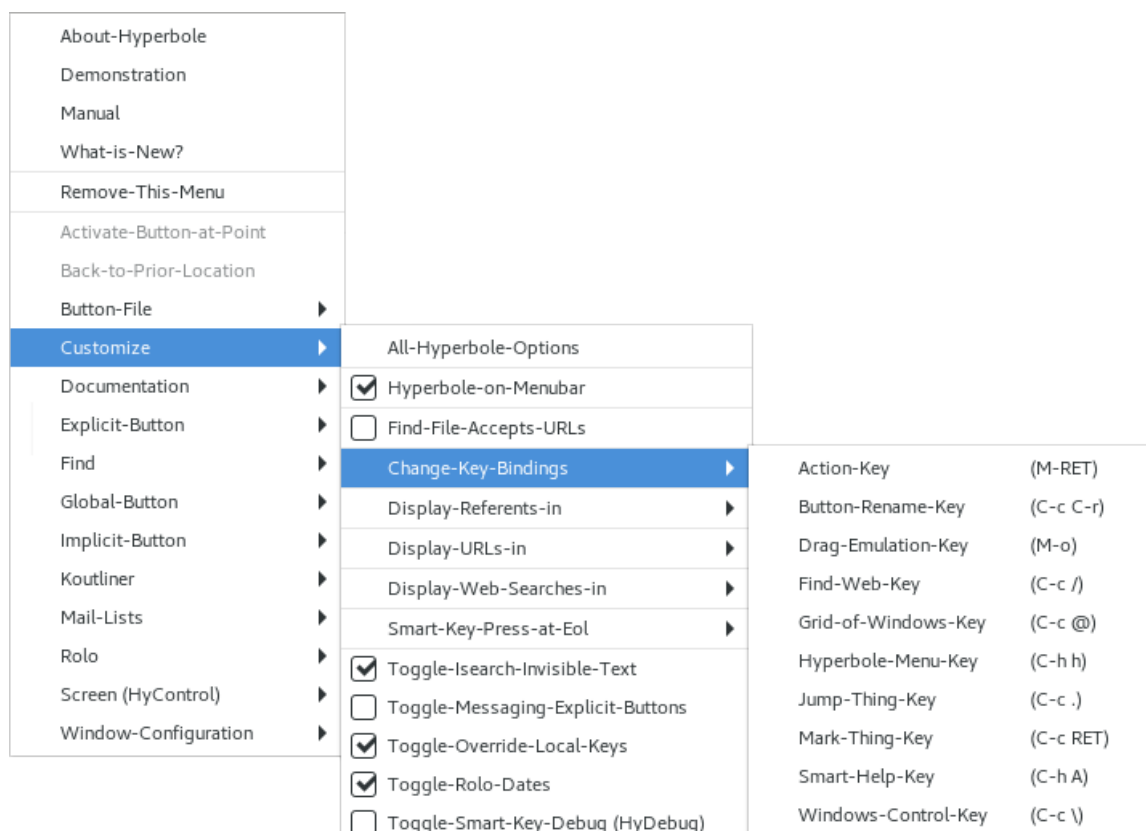 About-Hyperbole
Demonstration
Manual
What-is-New?
Remove-This-Menu
Activate-Button-at-Point
Back-to-Prior-Location
Button-File
Customize
Documentation
Explicit-Button
Find
Global-Button
Implicit-Button
Koutliner
Mail-Lists
Rolo
Screen (HyControl)
Window-Configuration
All-Hyperbole-Options
Hyperbole-on-Menubar
Find-File-Accepts-URLs
Change-Key-Bindings
Display-Referents-in
Display-URLs-in
Display-Web-Searches-in
Smart-Key-Press-at-Eol
Toggle-Isearch-Invisible-Text
Toggle-Messaging-Explicit-Buttons
Toggle-Override-Local-Keys
Toggle-Rolo-Dates
Toggle-Smart-Key-Debug (HyDebug)
Action-Key (M-RET)
Button-Rename-Key (C-c C-r)
Drag-Emulation-Key (M-o)
Find-Web-Key (C-c /)
Grid-of-Windows-Key (C-c @)
Hyperbole-Menu-Key (C-h h)
Jump-Thing-Key (C-c .)
Mark-Thing-Key (C-c RET)
Smart-Help-Key (C-h A)
Windows-Control-Key (C-c \)